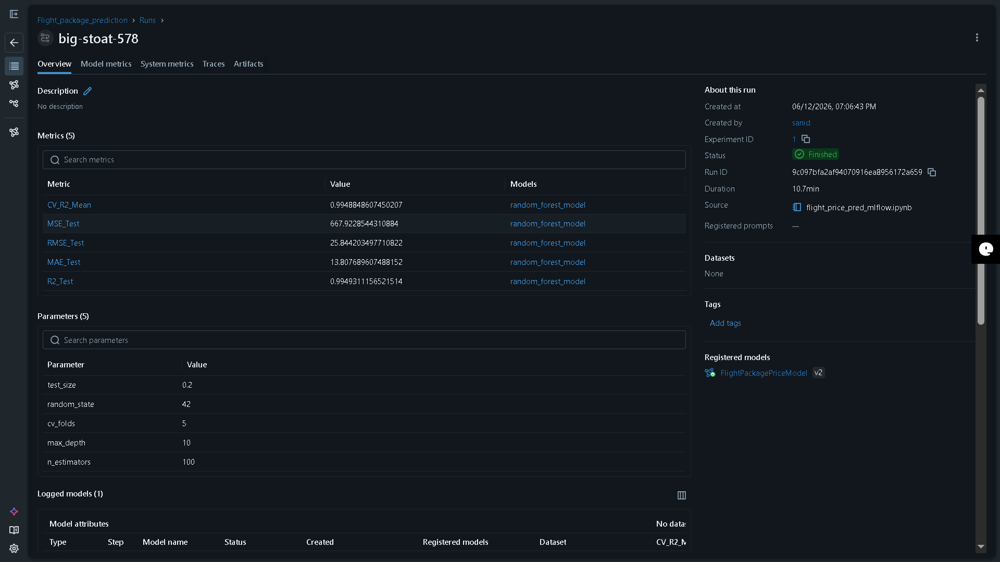 Flight_package_prediction > Runs >
big-stoat-578
Overview Model metrics System metrics Traces Artifacts
Description
No description
Metrics (5)
Search metrics
Metric Value Models
CV_R2_Mean 0.9948848607450207 random_forest_model
MSE_Test 667.9228544310884 random_forest_model
RMSE_Test 25.844203497710822 random_forest_model
MAE_Test 13.807689607488152 random_forest_model
R2_Test 0.9949311156521514 random_forest_model
Parameters (5)
Search parameters
Parameter Value
test_size 0.2
random_state 42
cv_folds 5
max_depth 10
n_estimators 100
Logged models (1)
Model attributes No datas
Type Step Model name Status Created Registered models Dataset CV_R2_M
About this run
Created at 06/12/2026, 07:06:43 PM
Created by sanid
Experiment ID 1
Status Finished
Run ID 9c097bfa2af94070916ea8956172a659
Duration 10.7min
Source flight_price_pred_mlflow.ipynb
Registered prompts —
Datasets
None
Tags
Add tags
Registered models
FlightPackagePriceModel v2